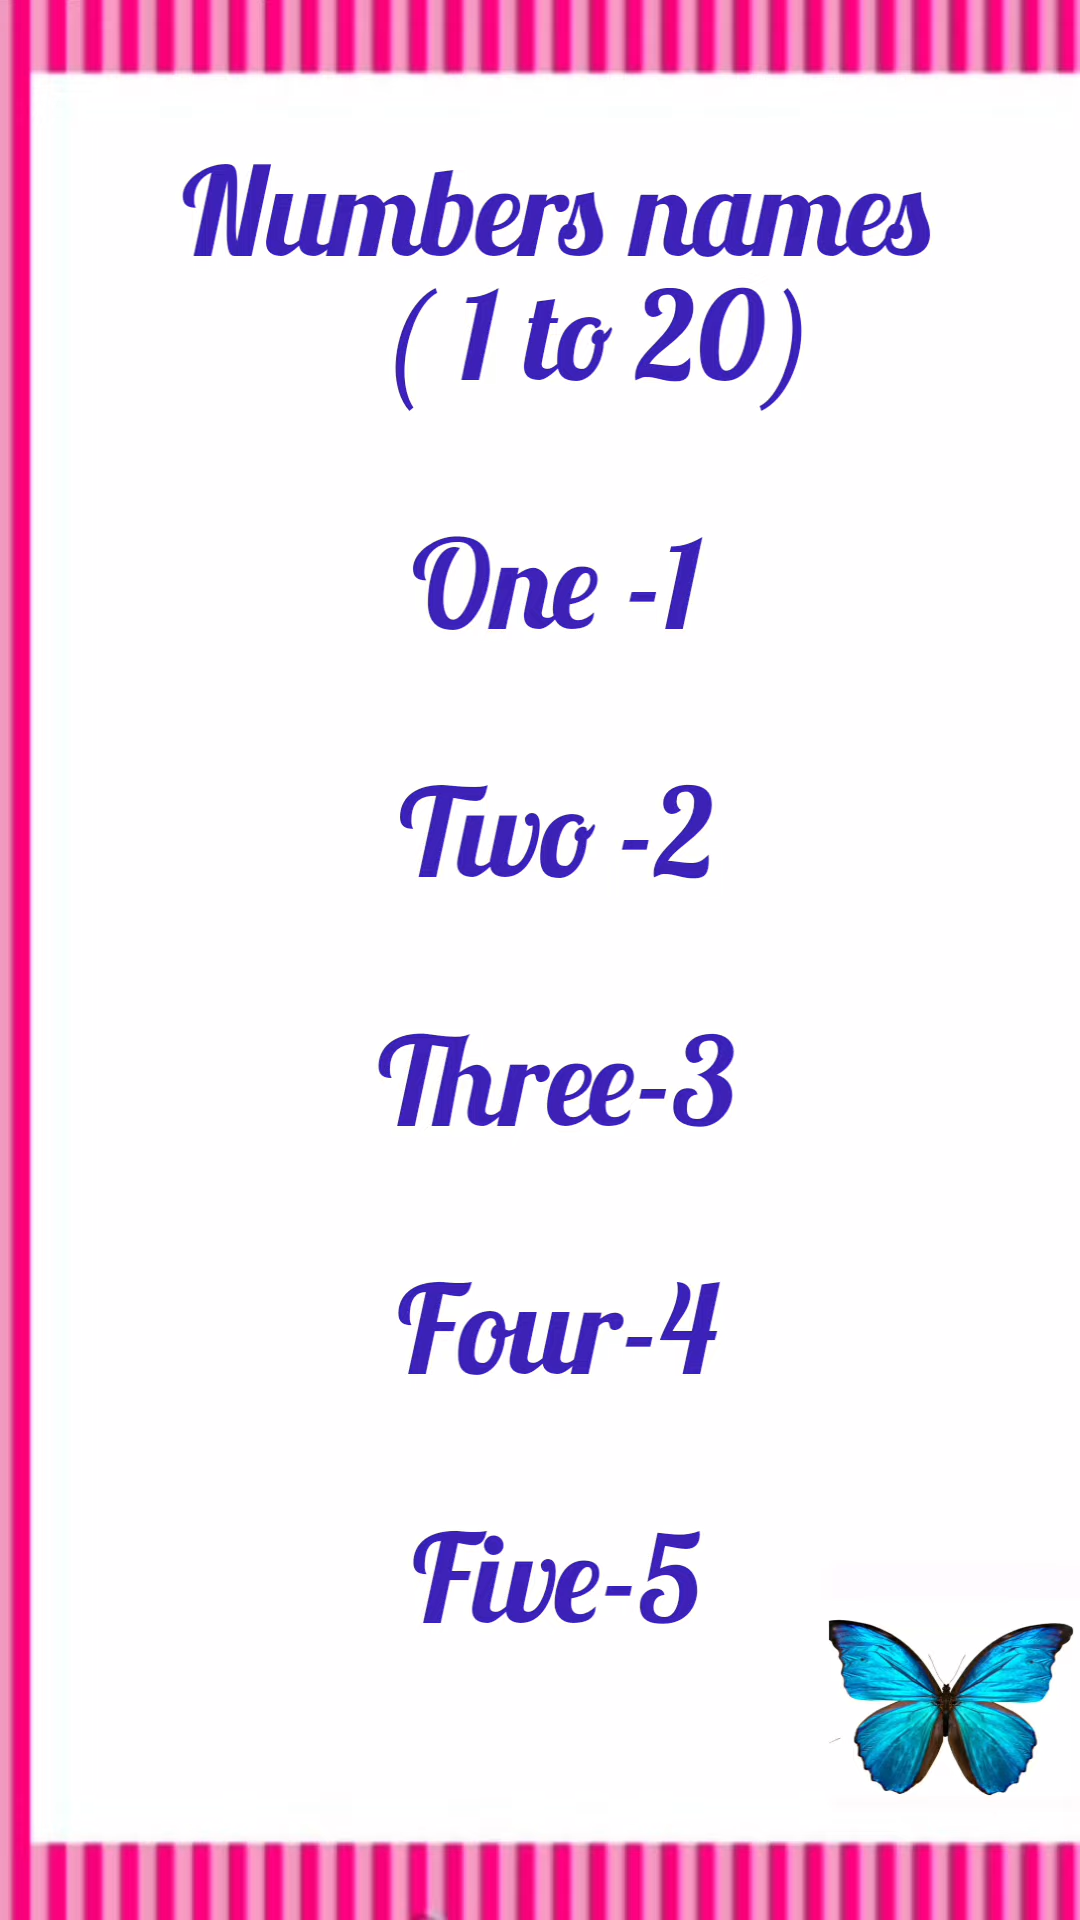 Numbers names
( 1 to 20)
One -1
Two -2
Three-3
Four-4
Five-5